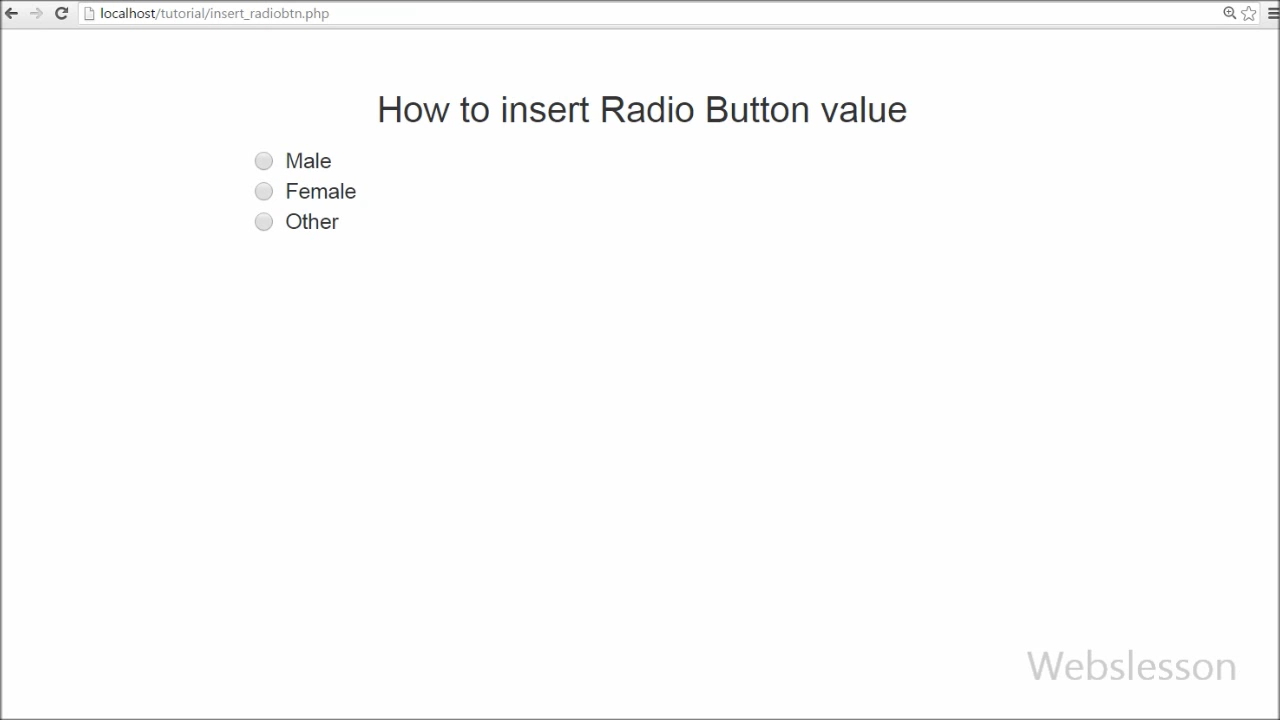 localhost/tutorial/insert_radiobtn.php
How to insert Radio Button value
Male
Female
Other
Webslesson